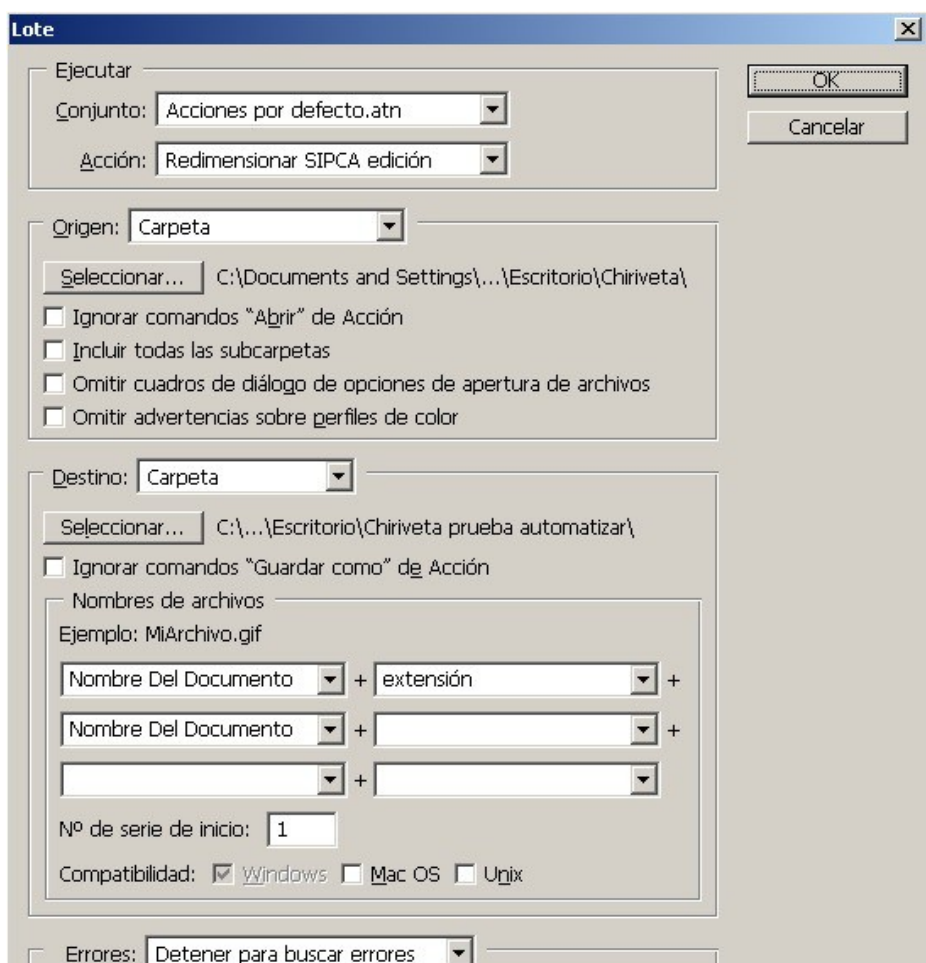 Lote
Ejecutar
OK
Conjunto: Acciones por defecto.atn
Cancelar
Acción: Redimensionar SIPCA edición
Origen: Carpeta
Seleccionar... C:\Documents and Settings\...\Escritorio\Chiriveta\
Ignorar comandos "Abrir" de Acción
Incluir todas las subcarpetas
Omitir cuadros de diálogo de opciones de apertura de archivos
Omitir advertencias sobre perfiles de color
Destino: Carpeta
Seleccionar... C:\...\Escritorio\Chiriveta prueba automatizar\
Ignorar comandos "Guardar como" de Acción
Nombres de archivos
Ejemplo: MiArchivo.gif
Nombre Del Documento + extensión +
Nombre Del Documento + +
+
Nº de serie de inicio: 1
Compatibilidad: Windows Mac OS Unix
Errores: Detener para buscar errores